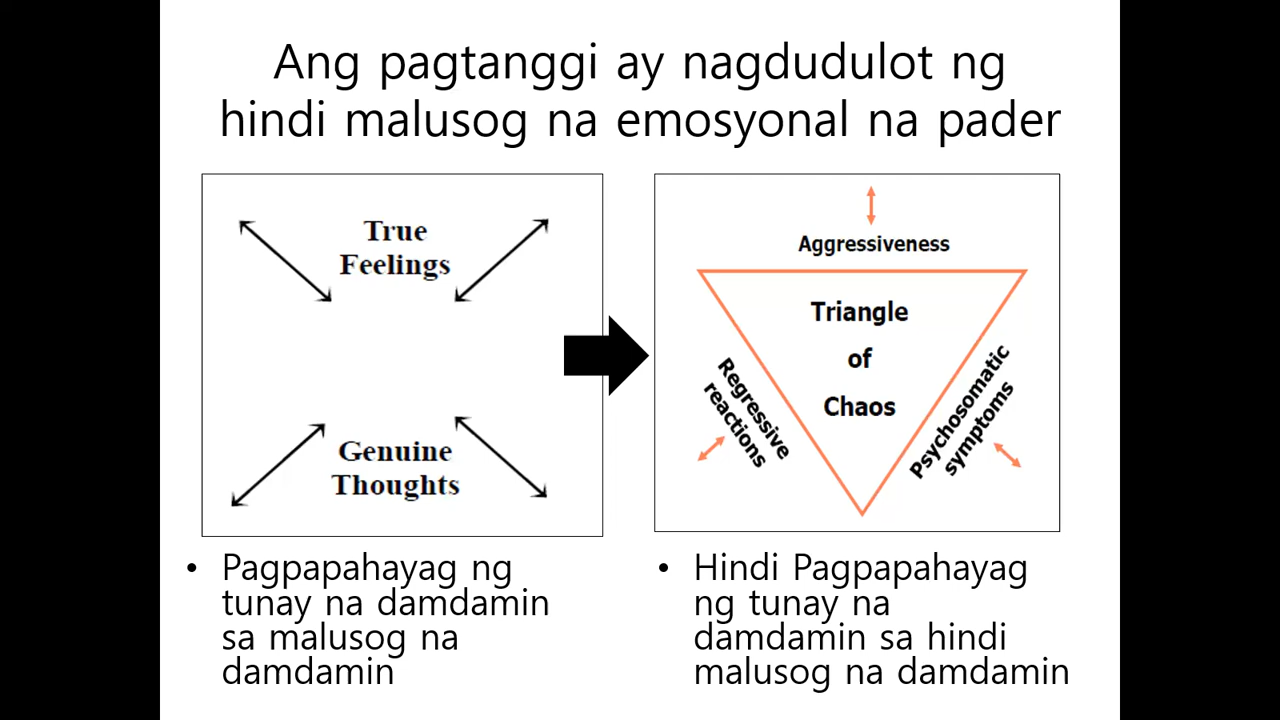 Ang pagtanggi ay nagdudulot ng
hindi malusog na emosyonal na pader
True
Feelings
Genuine
Thoughts
Aggressiveness
Triangle
of
Chaos
Regressive
reactions
Psychosomatic
symptoms
• Pagpapahayag ng
tunay na damdamin
sa malusog na
damdamin
• Hindi Pagpapahayag
ng tunay na
damdamin sa hindi
malusog na damdamin